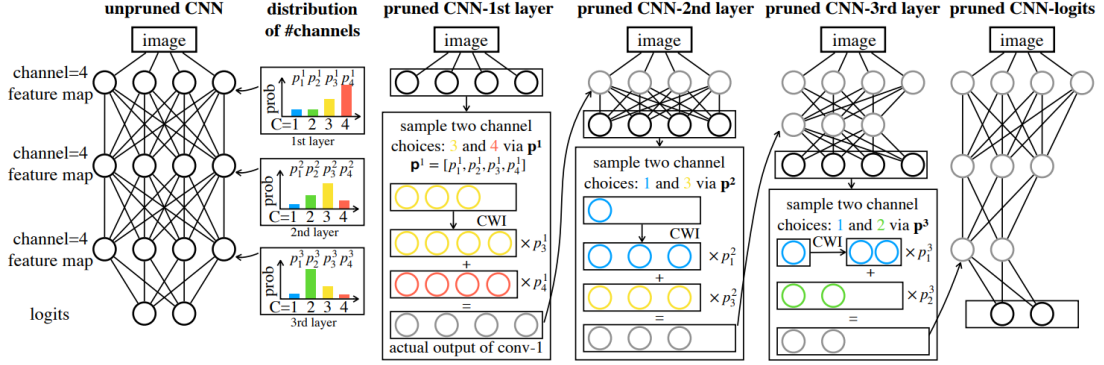 unpruned CNN
image
channel=4
feature map
channel=4
feature map
channel=4
feature map
logits
distribution
of #channels
prob
p₁¹ p₂¹ p₃¹ p₄¹
C=1 2 3 4
1st layer
prob
p₁² p₂² p₃² p₄²
C=1 2 3 4
2nd layer
prob
p₁³ p₂³ p₃³ p₄³
C=1 2 3 4
3rd layer
pruned CNN-1st layer
image
sample two channel
choices: 3 and 4 via p¹
p¹ = [p₁¹, p₂¹, p₃¹, p₄¹]
CWI
× p₃¹
+
× p₄¹
=
actual output of conv-1
pruned CNN-2nd layer
image
sample two channel
choices: 1 and 3 via p²
CWI
× p₁²
+
× p₃²
=
pruned CNN-3rd layer
image
sample two channel
choices: 1 and 2 via p³
CWI
× p₁³
+
× p₂³
=
pruned CNN-logits
image